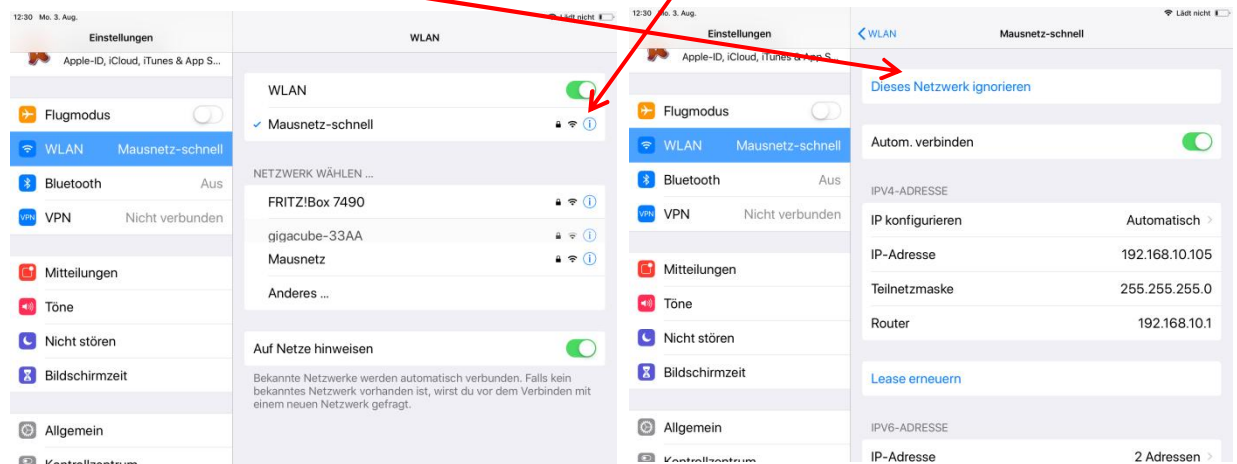 12:30 Mo. 3. Aug.
Lädt nicht
Einstellungen
WLAN
Apple-ID, iCloud, iTunes & App S...
Flugmodus
WLAN Mausnetz-schnell
Bluetooth Aus
VPN VPN Nicht verbunden
Mitteilungen
Töne
Nicht stören
Bildschirmzeit
Allgemein
Kontrollzentrum
WLAN
Mausnetz-schnell
NETZWERK WÄHLEN ...
FRITZ!Box 7490
gigacube-33AA
Mausnetz
Anderes ...
Auf Netze hinweisen
Bekannte Netzwerke werden automatisch verbunden. Falls kein
bekanntes Netzwerk vorhanden ist, wirst du vor dem Verbinden mit
einem neuen Netzwerk gefragt.
12:30 Mo. 3. Aug.
Lädt nicht
Einstellungen
WLAN
Mausnetz-schnell
Apple-ID, iCloud, iTunes & App S...
Flugmodus
WLAN Mausnetz-schnell
Bluetooth Aus
VPN VPN Nicht verbunden
Mitteilungen
Töne
Nicht stören
Bildschirmzeit
Allgemein
Kontrollzentrum
Dieses Netzwerk ignorieren
Autom. verbinden
IPV4-ADRESSE
IP konfigurieren Automatisch
IP-Adresse 192.168.10.105
Teilnetzmaske 255.255.255.0
Router 192.168.10.1
Lease erneuern
IPV6-ADRESSE
IP-Adresse 2 Adressen